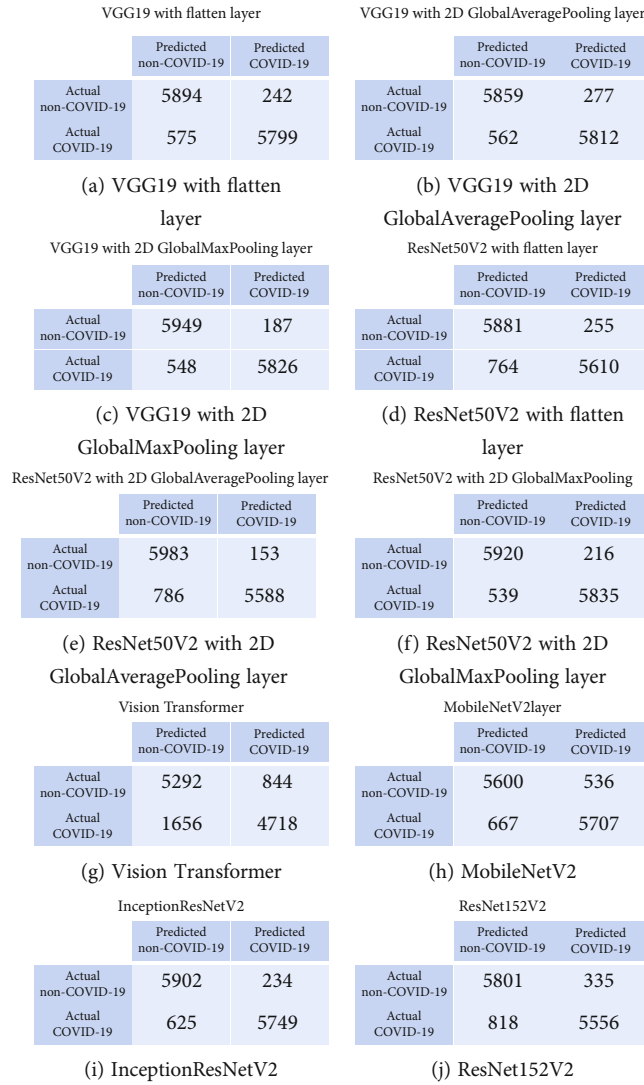 VGG19 with flatten layer
Predicted non-COVID-19
Predicted COVID-19
Actual non-COVID-19
5894
242
Actual COVID-19
575
5799
(a) VGG19 with flatten
layer
VGG19 with 2D GlobalAveragePooling layer
Predicted non-COVID-19
Predicted COVID-19
Actual non-COVID-19
5859
277
Actual COVID-19
562
5812
(b) VGG19 with 2D
GlobalAveragePooling layer
VGG19 with 2D GlobalMaxPooling layer
Predicted non-COVID-19
Predicted COVID-19
Actual non-COVID-19
5949
187
Actual COVID-19
548
5826
(c) VGG19 with 2D
GlobalMaxPooling layer
ResNet50V2 with flatten layer
Predicted non-COVID-19
Predicted COVID-19
Actual non-COVID-19
5881
255
Actual COVID-19
764
5610
(d) ResNet50V2 with flatten
layer
ResNet50V2 with 2D GlobalAveragePooling layer
Predicted non-COVID-19
Predicted COVID-19
Actual non-COVID-19
5983
153
Actual COVID-19
786
5588
(e) ResNet50V2 with 2D
GlobalAveragePooling layer
ResNet50V2 with 2D GlobalMaxPooling
Predicted non-COVID-19
Predicted COVID-19
Actual non-COVID-19
5920
216
Actual COVID-19
539
5835
(f) ResNet50V2 with 2D
GlobalMaxPooling layer
Vision Transformer
Predicted non-COVID-19
Predicted COVID-19
Actual non-COVID-19
5292
844
Actual COVID-19
1656
4718
(g) Vision Transformer
MobileNetV2layer
Predicted non-COVID-19
Predicted COVID-19
Actual non-COVID-19
5600
536
Actual COVID-19
667
5707
(h) MobileNetV2
InceptionResNetV2
Predicted non-COVID-19
Predicted COVID-19
Actual non-COVID-19
5902
234
Actual COVID-19
625
5749
(i) InceptionResNetV2
ResNet152V2
Predicted non-COVID-19
Predicted COVID-19
Actual non-COVID-19
5801
335
Actual COVID-19
818
5556
(j) ResNet152V2